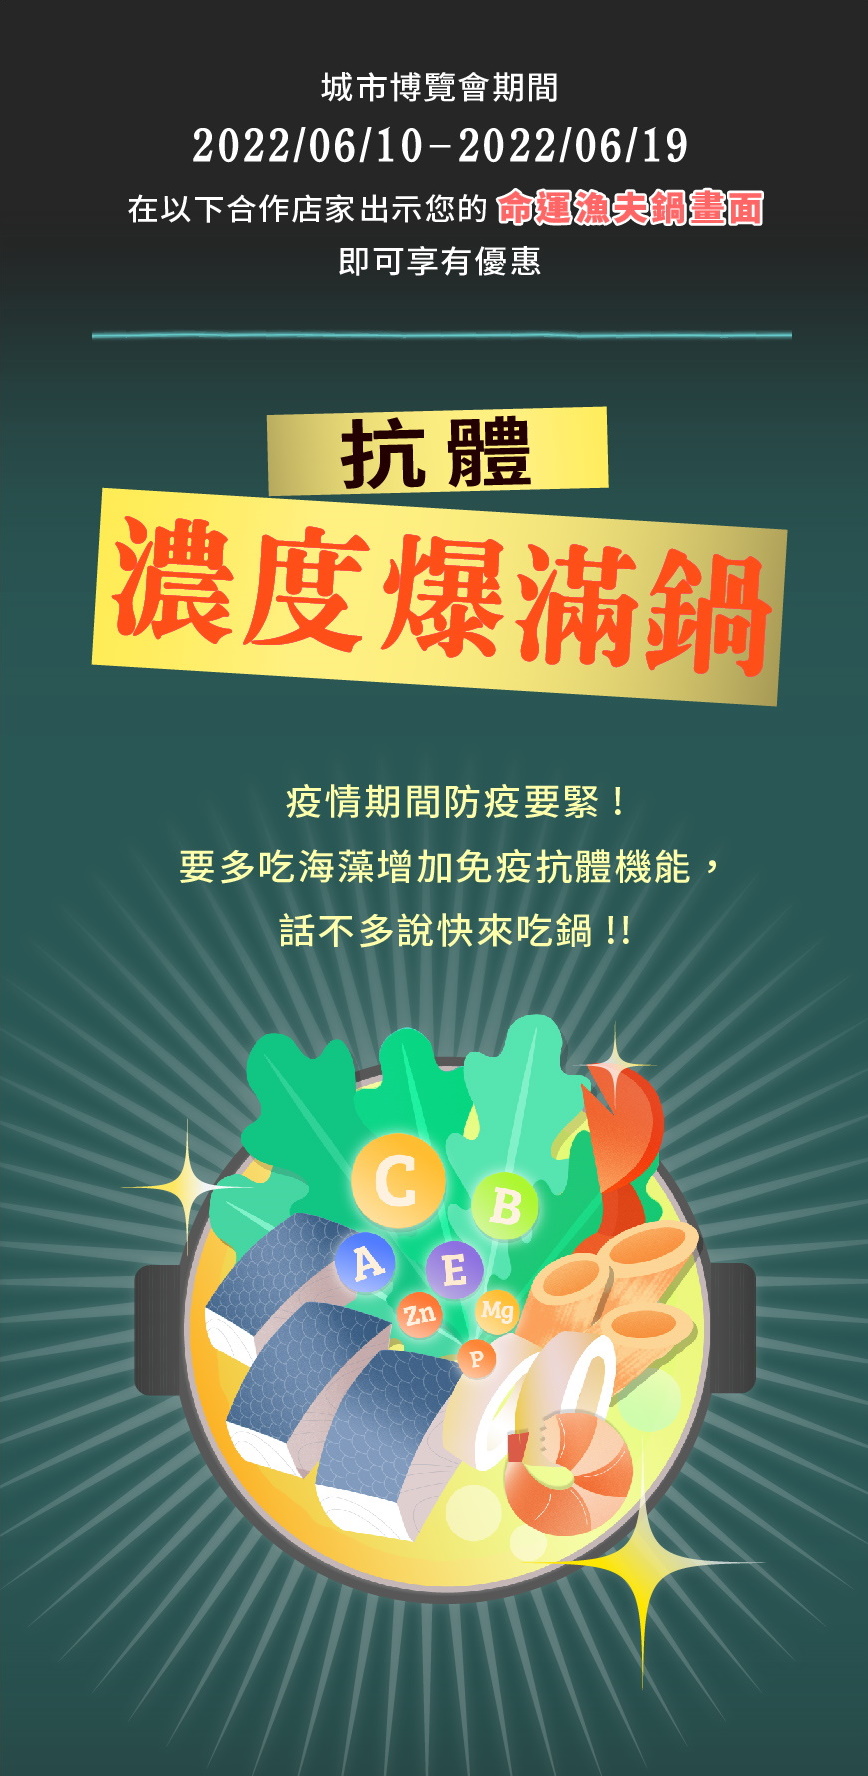 城市博覽會期間
2022/06/10-2022/06/19
在以下合作店家出示您的 命運漁夫鍋畫面
即可享有優惠
抗體
濃度爆滿鍋
疫情期間防疫要緊！
要多吃海藻增加免疫抗體機能，
話不多說快來吃鍋!!
C
B
A
E
Zn
Mg
P